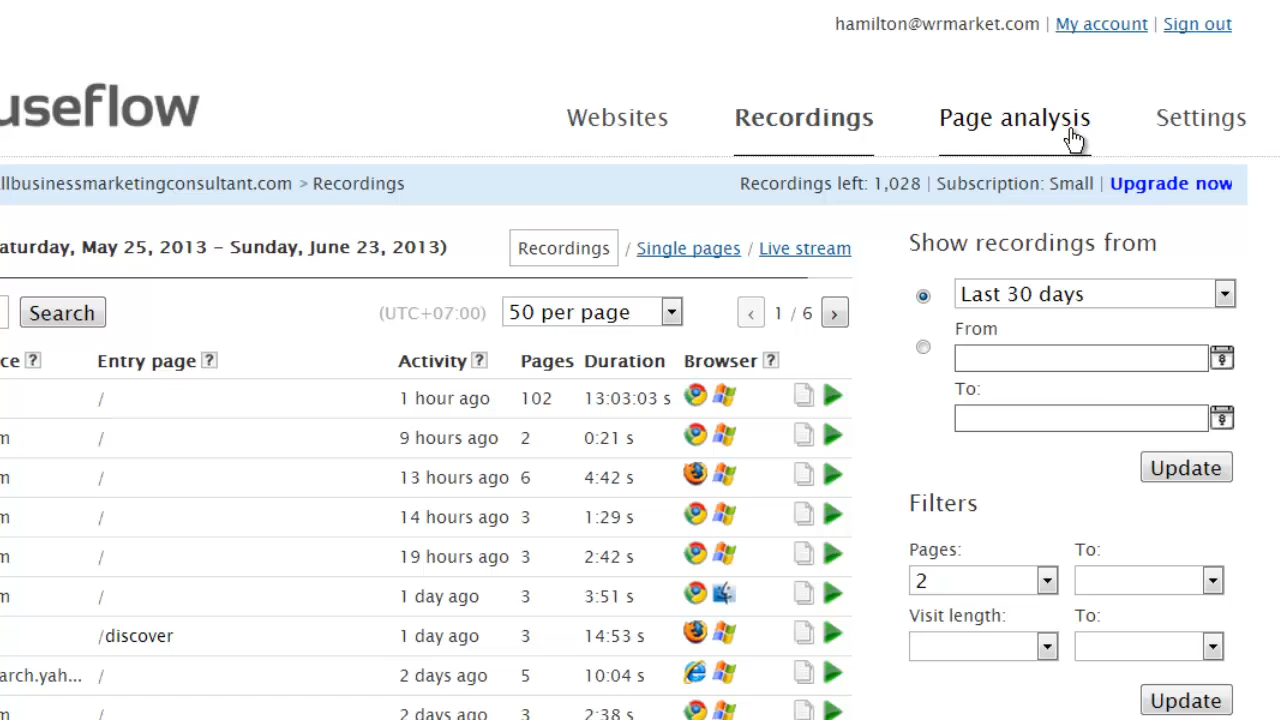 hamilton@wrmarket.com | My account | Sign out
useflow
Websites Recordings Page analysis Settings
llbusinessmarketingconsultant.com > Recordings Recordings left: 1,028 | Subscription: Small | Upgrade now
aturday, May 25, 2013 – Sunday, June 23, 2013) Recordings / Single pages / Live stream
Show recordings from
Search (UTC+07:00) 50 per page ‹ 1 / 6 ›
Last 30 days
From
To:
Update
ce ? Entry page ? Activity ? Pages Duration Browser ?
/ 1 hour ago 102 13:03:03 s
m / 9 hours ago 2 0:21 s
m / 13 hours ago 6 4:42 s
m / 14 hours ago 3 1:29 s
m / 19 hours ago 3 2:42 s
m / 1 day ago 3 3:51 s
m /discover 1 day ago 3 14:53 s
arch.yah... / 2 days ago 5 10:04 s
m / 2 days ago 3 2:38 s
Filters
Pages: To:
2
Visit length: To:
Update